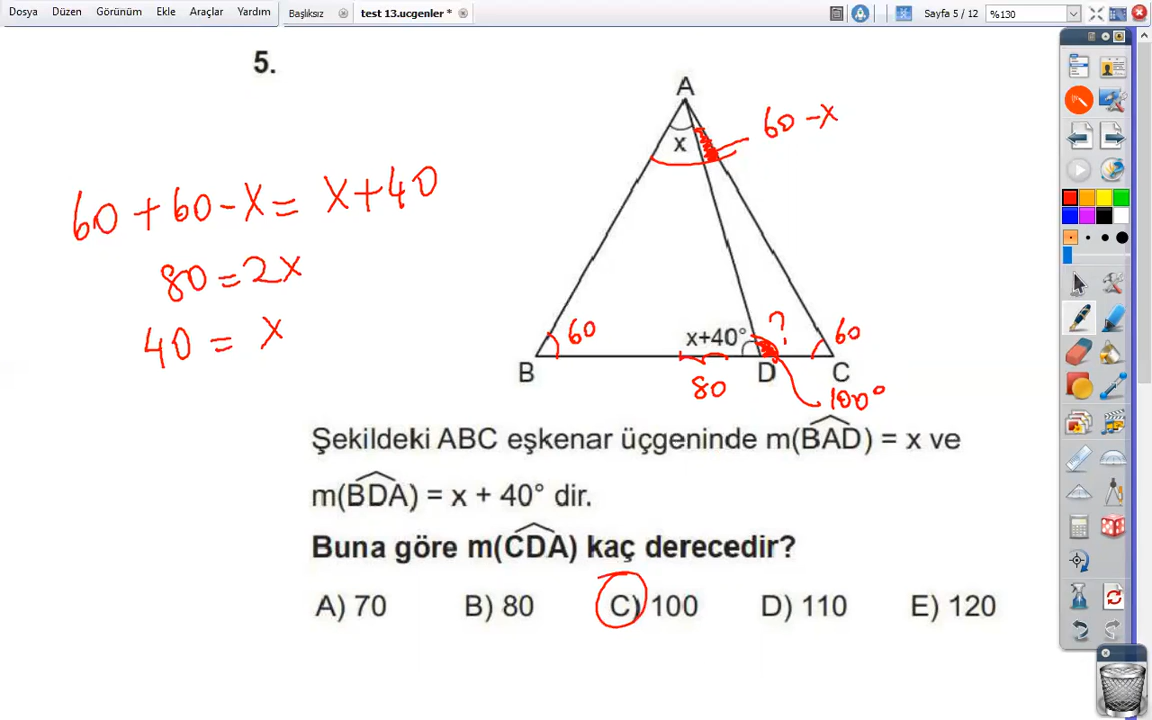 Dosya Düzen Görünüm Ekle Araçlar Yardım Başlıksız test 13.ucgenler * Sayfa 5 / 12 %130
5.
A
60 - x
x
60 + 60 - x = x + 40
80 = 2x
40 = x
60 x+40° ? 60
B D C
80
100°
Şekildeki ABC eşkenar üçgeninde m(BAD) = x ve
m(BDA) = x + 40° dir.
Buna göre m(CDA) kaç derecedir?
A) 70 B) 80 C) 100 D) 110 E) 120